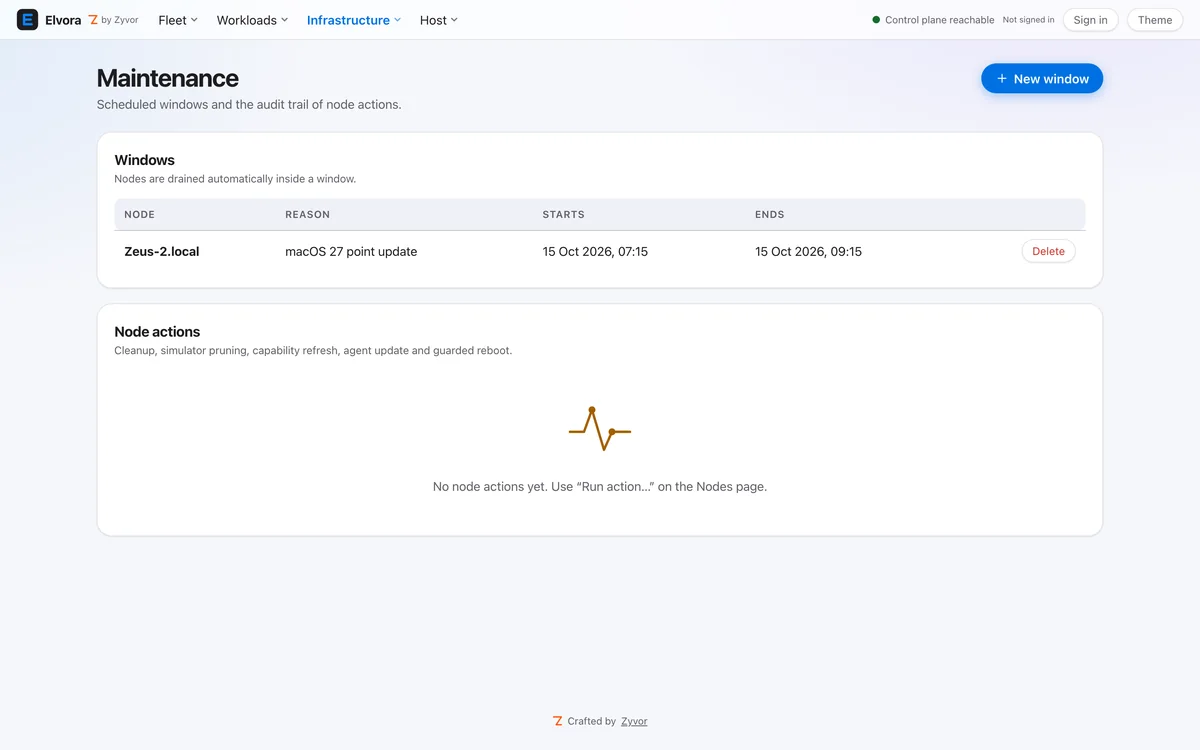 E Elvora Z by Zyvor Fleet Workloads Infrastructure Host Control plane reachable Not signed in Sign in Theme
Maintenance
+ New window
Scheduled windows and the audit trail of node actions.
Windows
Nodes are drained automatically inside a window.
NODE REASON STARTS ENDS
Zeus-2.local macOS 27 point update 15 Oct 2026, 07:15 15 Oct 2026, 09:15 Delete
Node actions
Cleanup, simulator pruning, capability refresh, agent update and guarded reboot.
No node actions yet. Use “Run action...” on the Nodes page.
Z Crafted by Zyvor